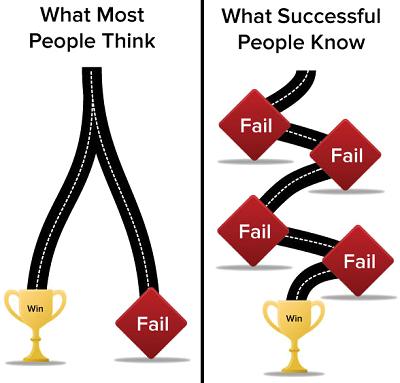 What Most
People Think
Win
Fail
What Successful
People Know
Fail
Fail
Fail
Fail
Win